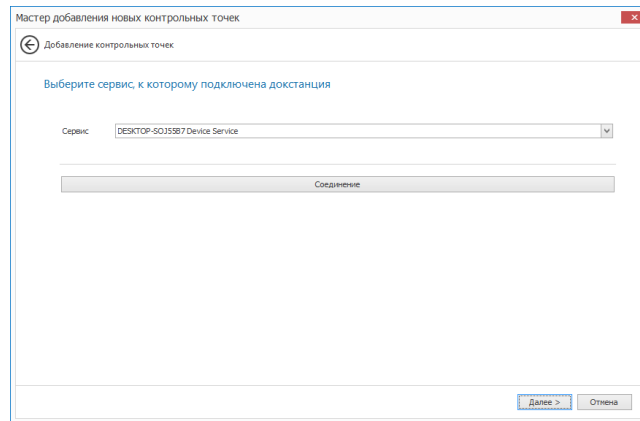 Мастер добавления новых контрольных точек
Добавление контрольных точек
Выберите сервис, к которому подключена докстанция
Сервис DESKTOP-SOJ55B7 Device Service
Соединение
Далее > Отмена